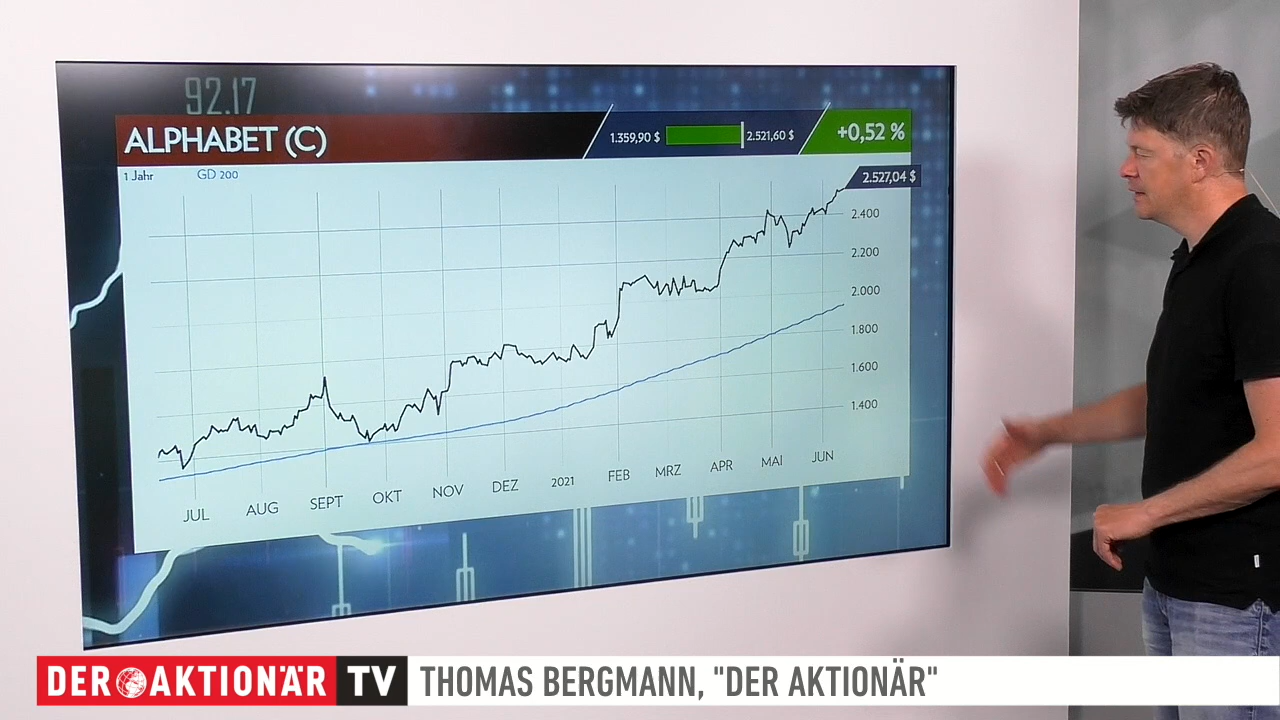 92.17
ALPHABET (C)
1.359,90 $ 2.521,60 $
+0,52 %
1 Jahr GD 200
2.527,04 $
2.400
2.200
2.000
1.800
1.600
1.400
JUL AUG SEPT OKT NOV DEZ 2021 FEB MRZ APR MAI JUN
DER AKTIONÄR TV THOMAS BERGMANN, "DER AKTIONÄR"